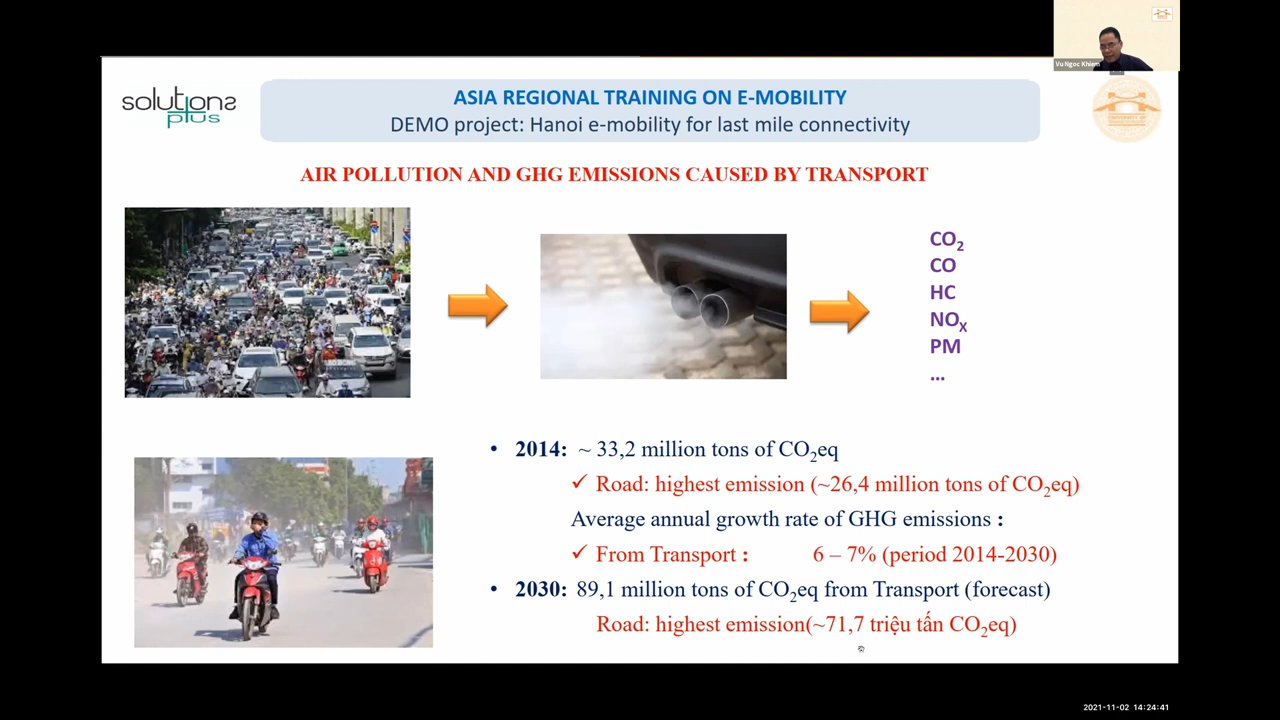 Vu Ngoc Khiem
solutions
plus
ASIA REGIONAL TRAINING ON E-MOBILITY
DEMO project: Hanoi e-mobility for last mile connectivity
AIR POLLUTION AND GHG EMISSIONS CAUSED BY TRANSPORT
CO₂
CO
HC
NOX
PM
...
• 2014: ~ 33,2 million tons of CO₂eq
✓ Road: highest emission (~26,4 million tons of CO₂eq)
Average annual growth rate of GHG emissions :
✓ From Transport : 6 – 7% (period 2014-2030)
• 2030: 89,1 million tons of CO₂eq from Transport (forecast)
Road: highest emission(~71,7 triệu tấn CO₂eq)
2021-11-02 14:24:41